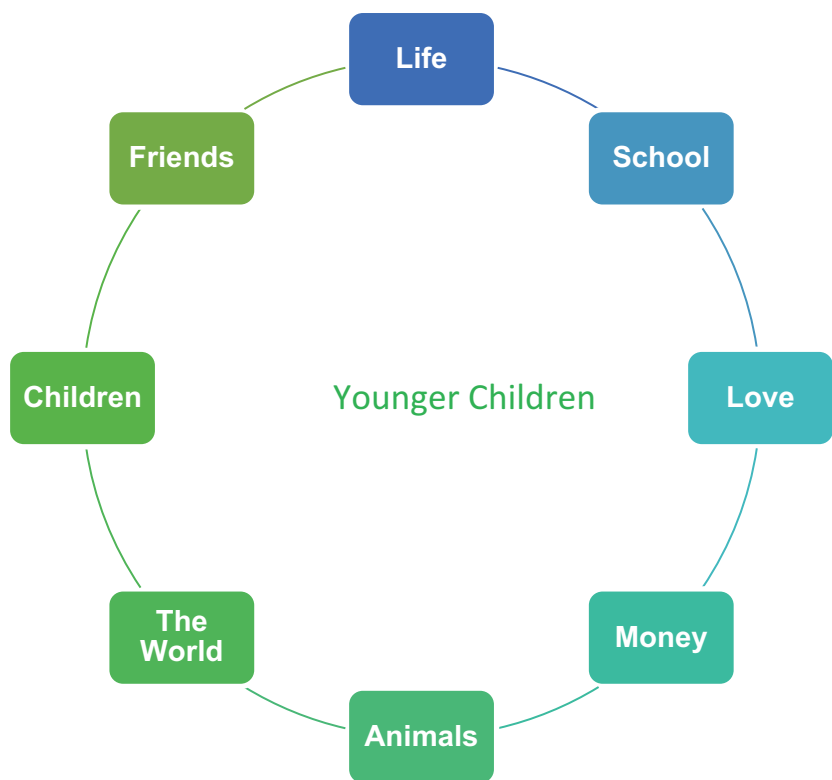 Life
School
Love
Money
Animals
The
World
Children
Friends
Younger Children